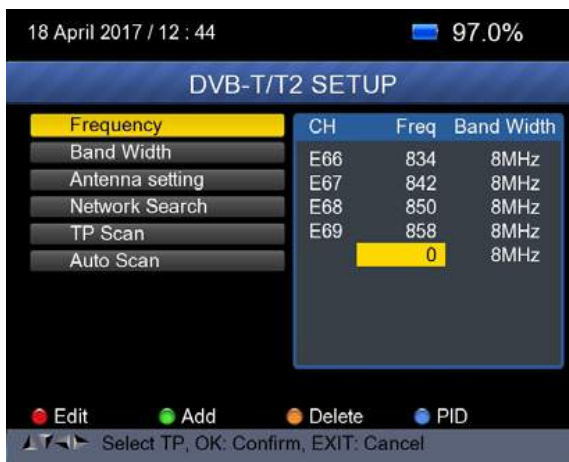 18 April 2017 / 12 : 44 97.0%
DVB-T/T2 SETUP
Frequency
Band Width
Antenna setting
Network Search
TP Scan
Auto Scan
CH Freq Band Width
E66 834 8MHz
E67 842 8MHz
E68 850 8MHz
E69 858 8MHz
0 8MHz
Edit Add Delete PID
Select TP, OK: Confirm, EXIT: Cancel